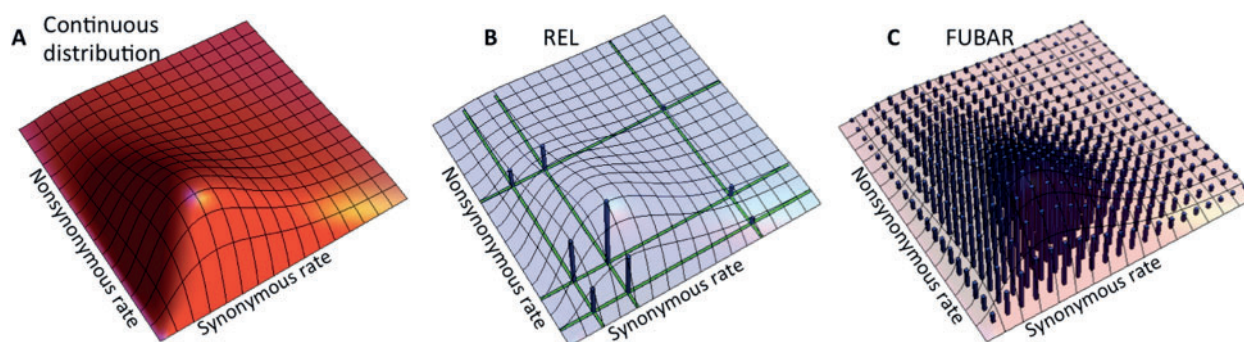 A Continuous
distribution
Nonsynonymous rate
Synonymous rate
B REL
Nonsynonymous rate
Synonymous rate
C FUBAR
Nonsynonymous rate
Synonymous rate